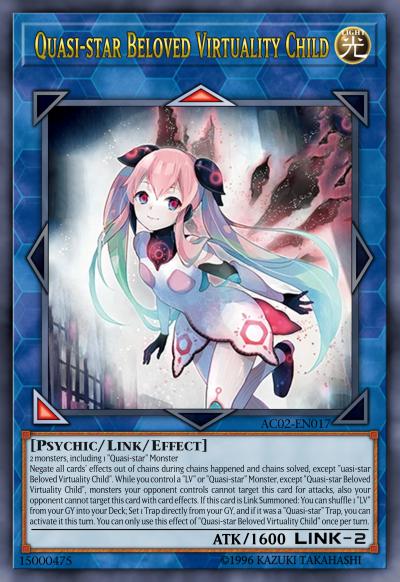 QUASI-STAR BELOVED VIRTUALITY CHILD
LIGHT
光
AC02-EN017
[PSYCHIC/LINK/EFFECT]
2 monsters, including 1 "Quasi-star" Monster
Negate all cards' effects out of chains during chains happened and chains solved, except "uasi-star
Beloved Virtuality Child". While you control a "LV" or "Quasi-star" Monster, except "Quasi-star Beloved
Virtuality Child", monsters your opponent controls cannot target this card for attacks, also your
opponent cannot target this card with card effects. If this card is Link Summoned: You can shuffle 1 "LV"
from your GY into your Deck; Set 1 Trap directly from your GY, and if it was a "Quasi-star" Trap, you can
activate it this turn. You can only use this effect of "Quasi-star Beloved Virtuality Child" once per turn.
ATK/1600 LINK-2
15000475
©1996 KAZUKI TAKAHASHI